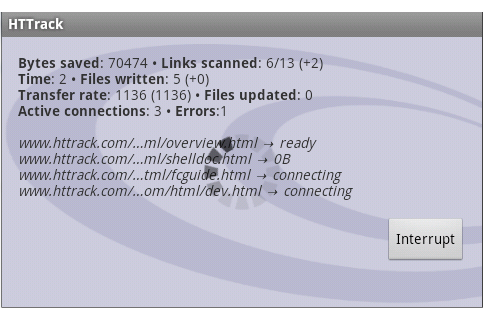 HTTrack
Bytes saved: 70474 • Links scanned: 6/13 (+2)
Time: 2 • Files written: 5 (+0)
Transfer rate: 1136 (1136) • Files updated: 0
Active connections: 3 • Errors:1
www.httrack.com/...ml/overview.html → ready
www.httrack.com/...ml/shelldoc.html → 0B
www.httrack.com/...tml/fcguide.html → connecting
www.httrack.com/...om/html/dev.html → connecting
Interrupt